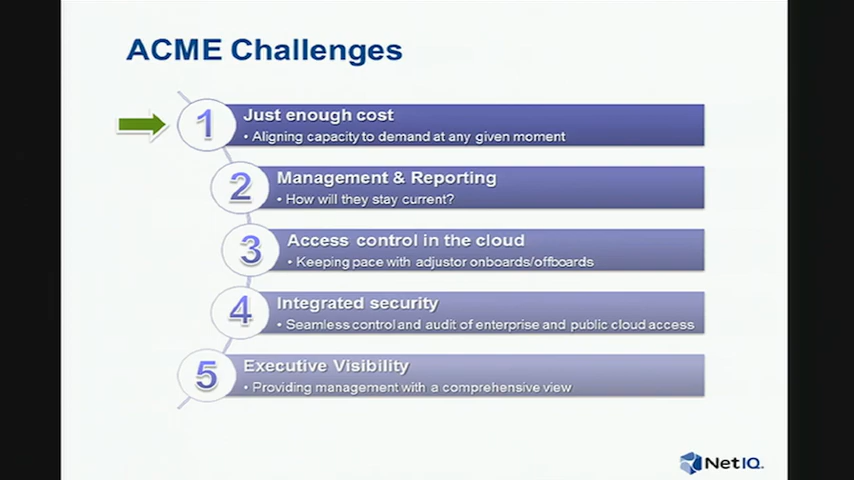 ACME Challenges
1
Just enough cost
• Aligning capacity to demand at any given moment
2
Management & Reporting
• How will they stay current?
3
Access control in the cloud
• Keeping pace with adjustor onboards/offboards
4
Integrated security
• Seamless control and audit of enterprise and public cloud access
5
Executive Visibility
• Providing management with a comprehensive view
NetIQ.